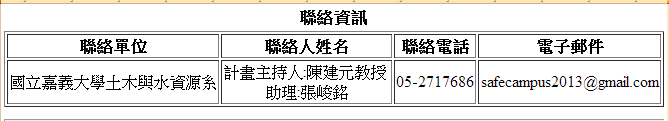 聯絡資訊
聯絡單位 聯絡人姓名 聯絡電話 電子郵件
國立嘉義大學土木與水資源系 計畫主持人:陳建元教授 05-2717686 safecampus2013@gmail.com
助理:張峻銘